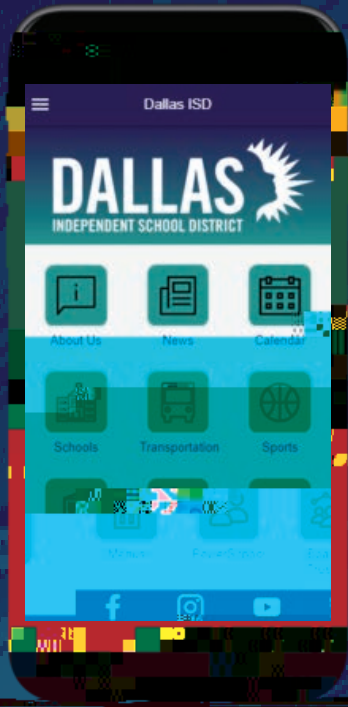 Dallas ISD
DALLAS
INDEPENDENT SCHOOL DISTRICT
About Us News Calendar
Schools Transportation Sports